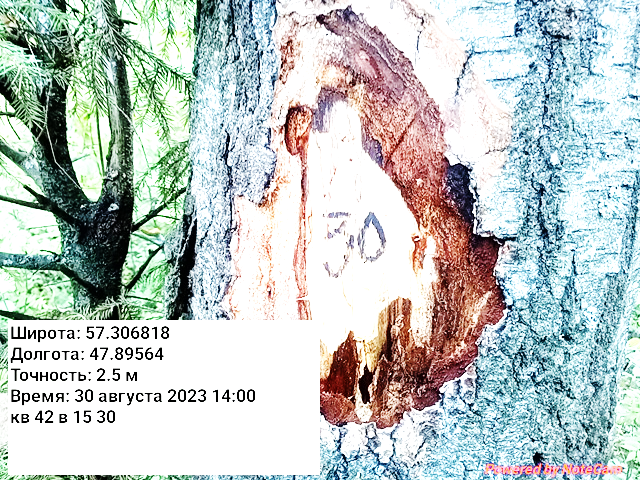 30
Широта: 57.306818
Долгота: 47.89564
Точность: 2.5 м
Время: 30 августа 2023 14:00
кв 42 в 15 30
Powered by NoteCam